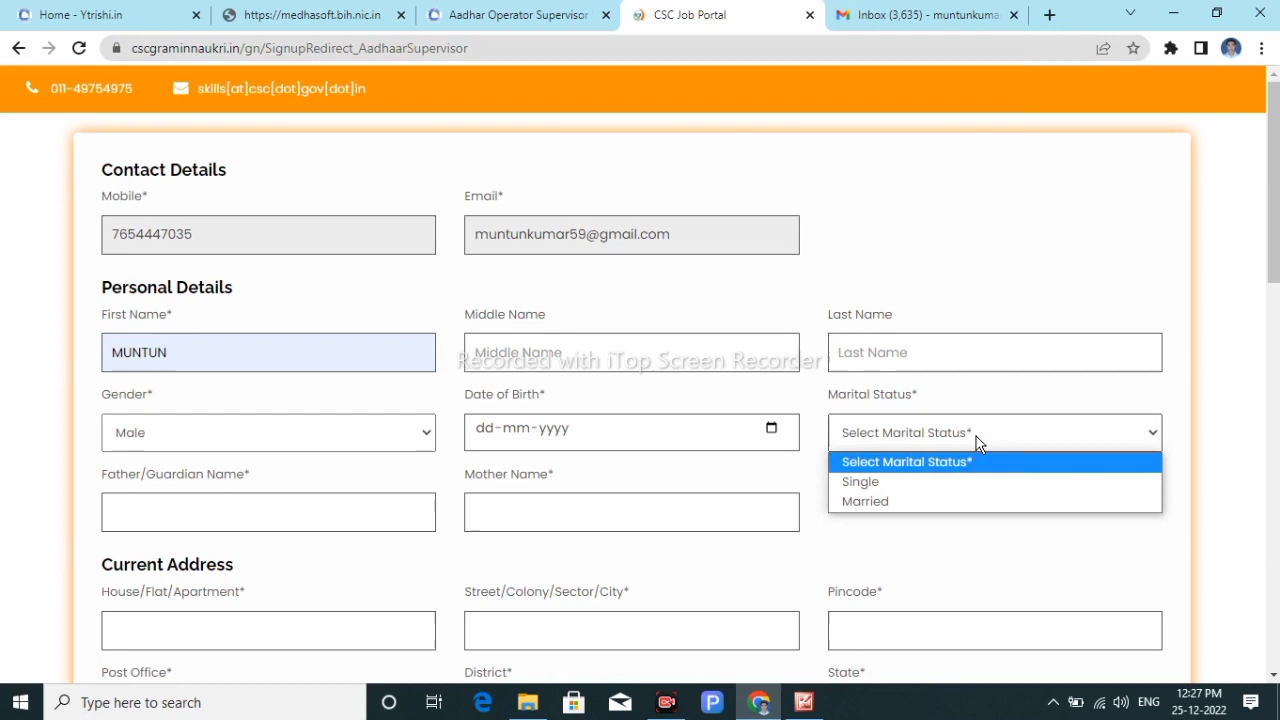 Home - Ytrishi.in
https://medhasoft.bih.nic.in
Aadhar Operator Supervisor
CSC Job Portal
Inbox (3,635) - muntunkuma
cscgraminnaukri.in/gn/SignupRedirect_AadhaarSupervisor
011-49754975
skills[at]csc[dot]gov[dot]in
Contact Details
Mobile*
Email*
7654447035
muntunkumar59@gmail.com
Personal Details
First Name*
Middle Name
Last Name
MUNTUN
Middle Name
Last Name
Recorded with iTop Screen Recorder
Gender*
Date of Birth*
Marital Status*
Male
dd-mm-yyyy
Select Marital Status*
Select Marital Status*
Single
Married
Father/Guardian Name*
Mother Name*
Current Address
House/Flat/Apartment*
Street/Colony/Sector/City*
Pincode*
Post Office*
District*
State*
Type here to search
ENG
12:27 PM
25-12-2022